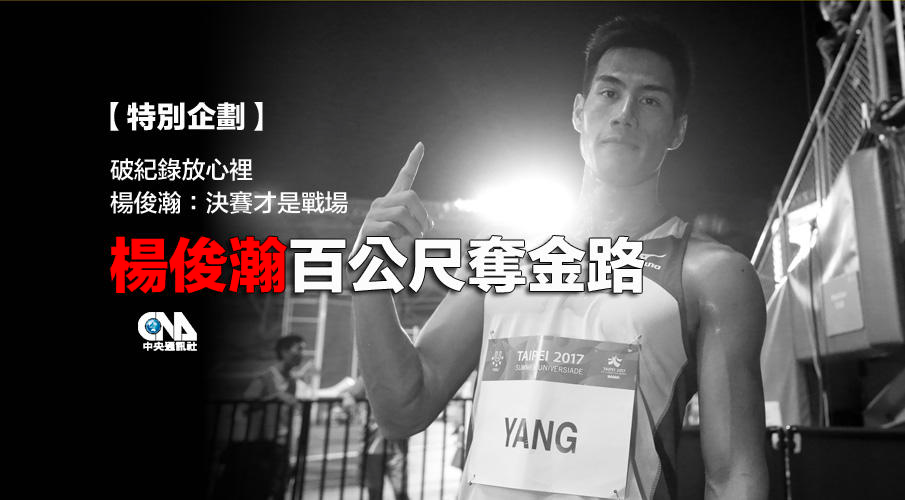 【特別企劃】
破紀錄放心裡
楊俊瀚：決賽才是戰場
楊俊瀚百公尺奪金路
CNA
中央通訊社
TAIPEI 2017
SUMMER UNIVERSIADE
YANG